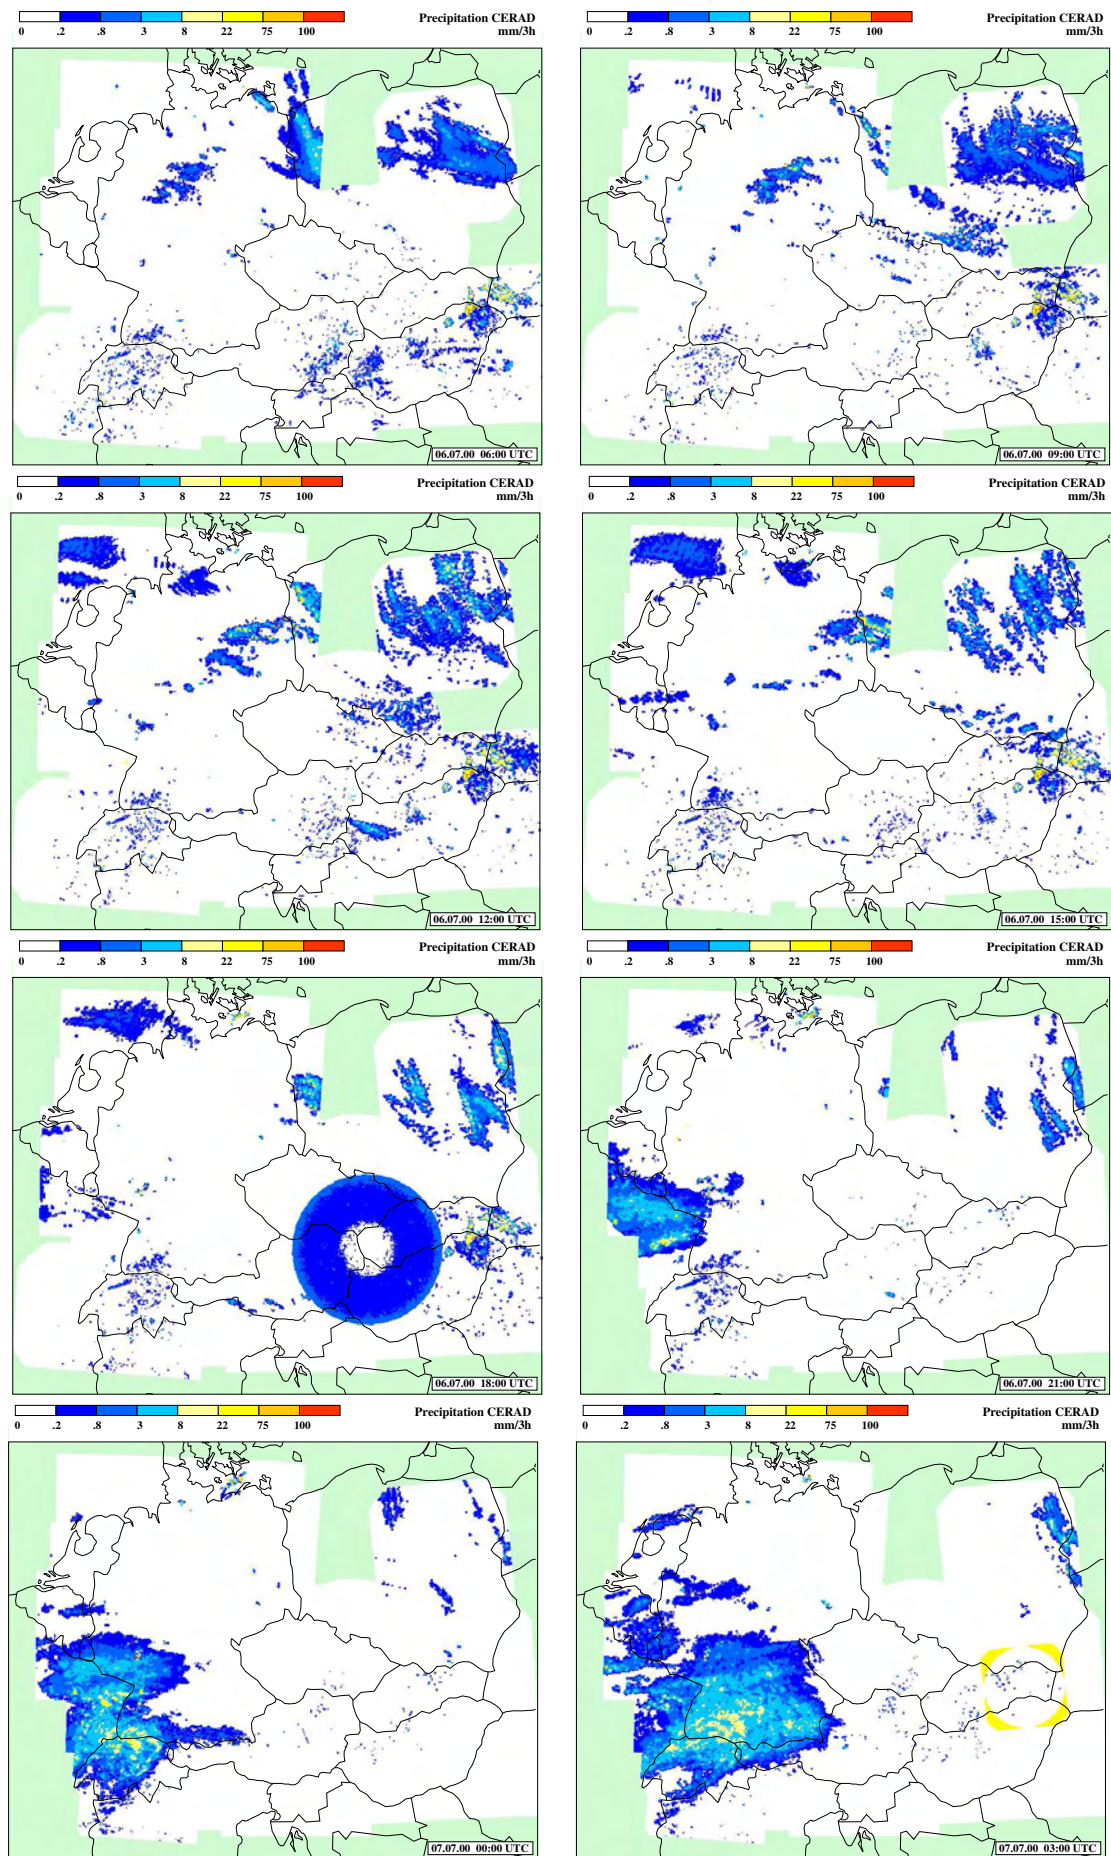 Precipitation CERAD
0 .2 .8 3 8 22 75 100
mm/3h
06.07.00 06:00 UTC
Precipitation CERAD
0 .2 .8 3 8 22 75 100
mm/3h
06.07.00 09:00 UTC
Precipitation CERAD
0 .2 .8 3 8 22 75 100
mm/3h
06.07.00 12:00 UTC
Precipitation CERAD
0 .2 .8 3 8 22 75 100
mm/3h
06.07.00 15:00 UTC
Precipitation CERAD
0 .2 .8 3 8 22 75 100
mm/3h
06.07.00 18:00 UTC
Precipitation CERAD
0 .2 .8 3 8 22 75 100
mm/3h
06.07.00 21:00 UTC
Precipitation CERAD
0 .2 .8 3 8 22 75 100
mm/3h
07.07.00 00:00 UTC
Precipitation CERAD
0 .2 .8 3 8 22 75 100
mm/3h
07.07.00 03:00 UTC